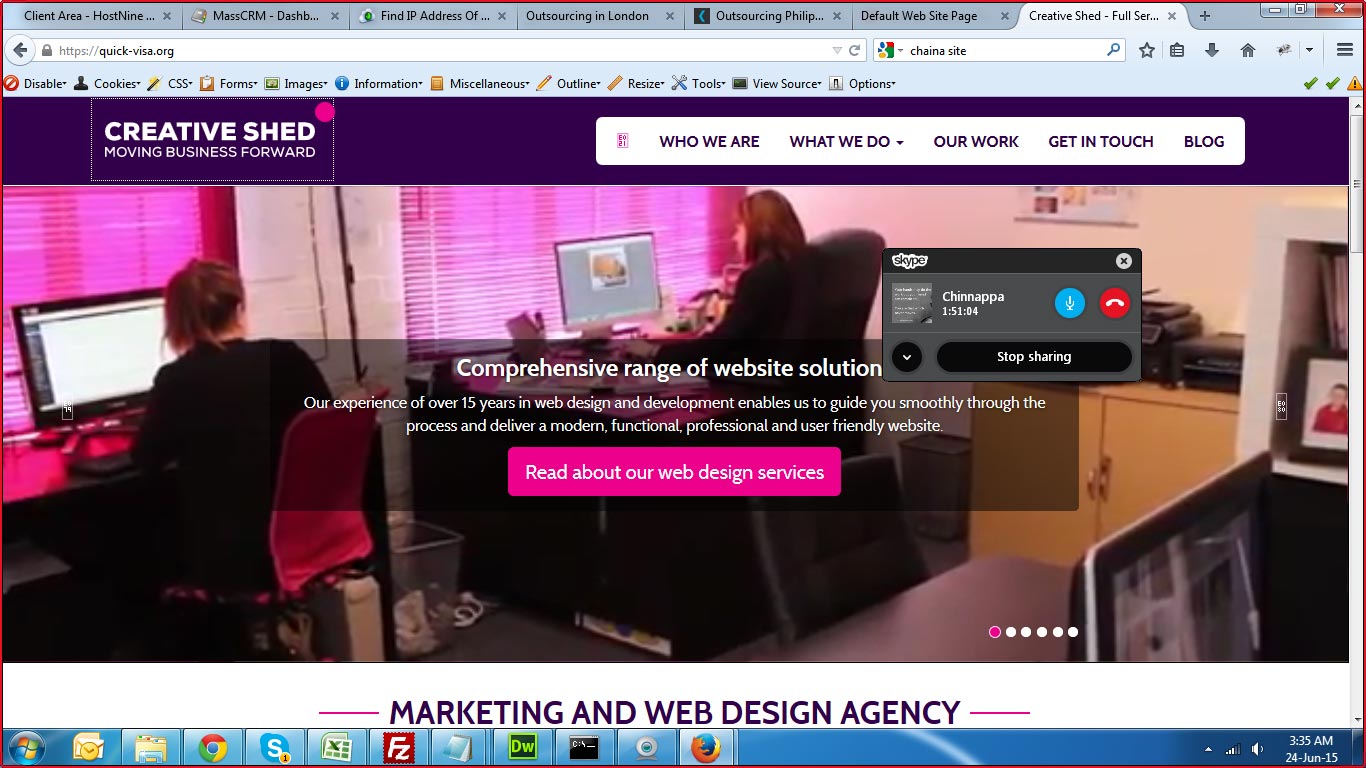 Client Area - HostNine ...
MassCRM - Dashb...
Find IP Address Of ...
Outsourcing in London
Outsourcing Philip...
Default Web Site Page
Creative Shed - Full Ser...
https://quick-visa.org
chaina site
Disable
Cookies
CSS
Forms
Images
Information
Miscellaneous
Outline
Resize
Tools
View Source
Options
CREATIVE SHED
MOVING BUSINESS FORWARD
WHO WE ARE
WHAT WE DO
OUR WORK
GET IN TOUCH
BLOG
skype
Chinnappa
1:51:04
Stop sharing
Comprehensive range of website solution
Our experience of over 15 years in web design and development enables us to guide you smoothly through the
process and deliver a modern, functional, professional and user friendly website.
Read about our web design services
MARKETING AND WEB DESIGN AGENCY
1
Fz
Dw
C:\.
3:35 AM
24-Jun-15